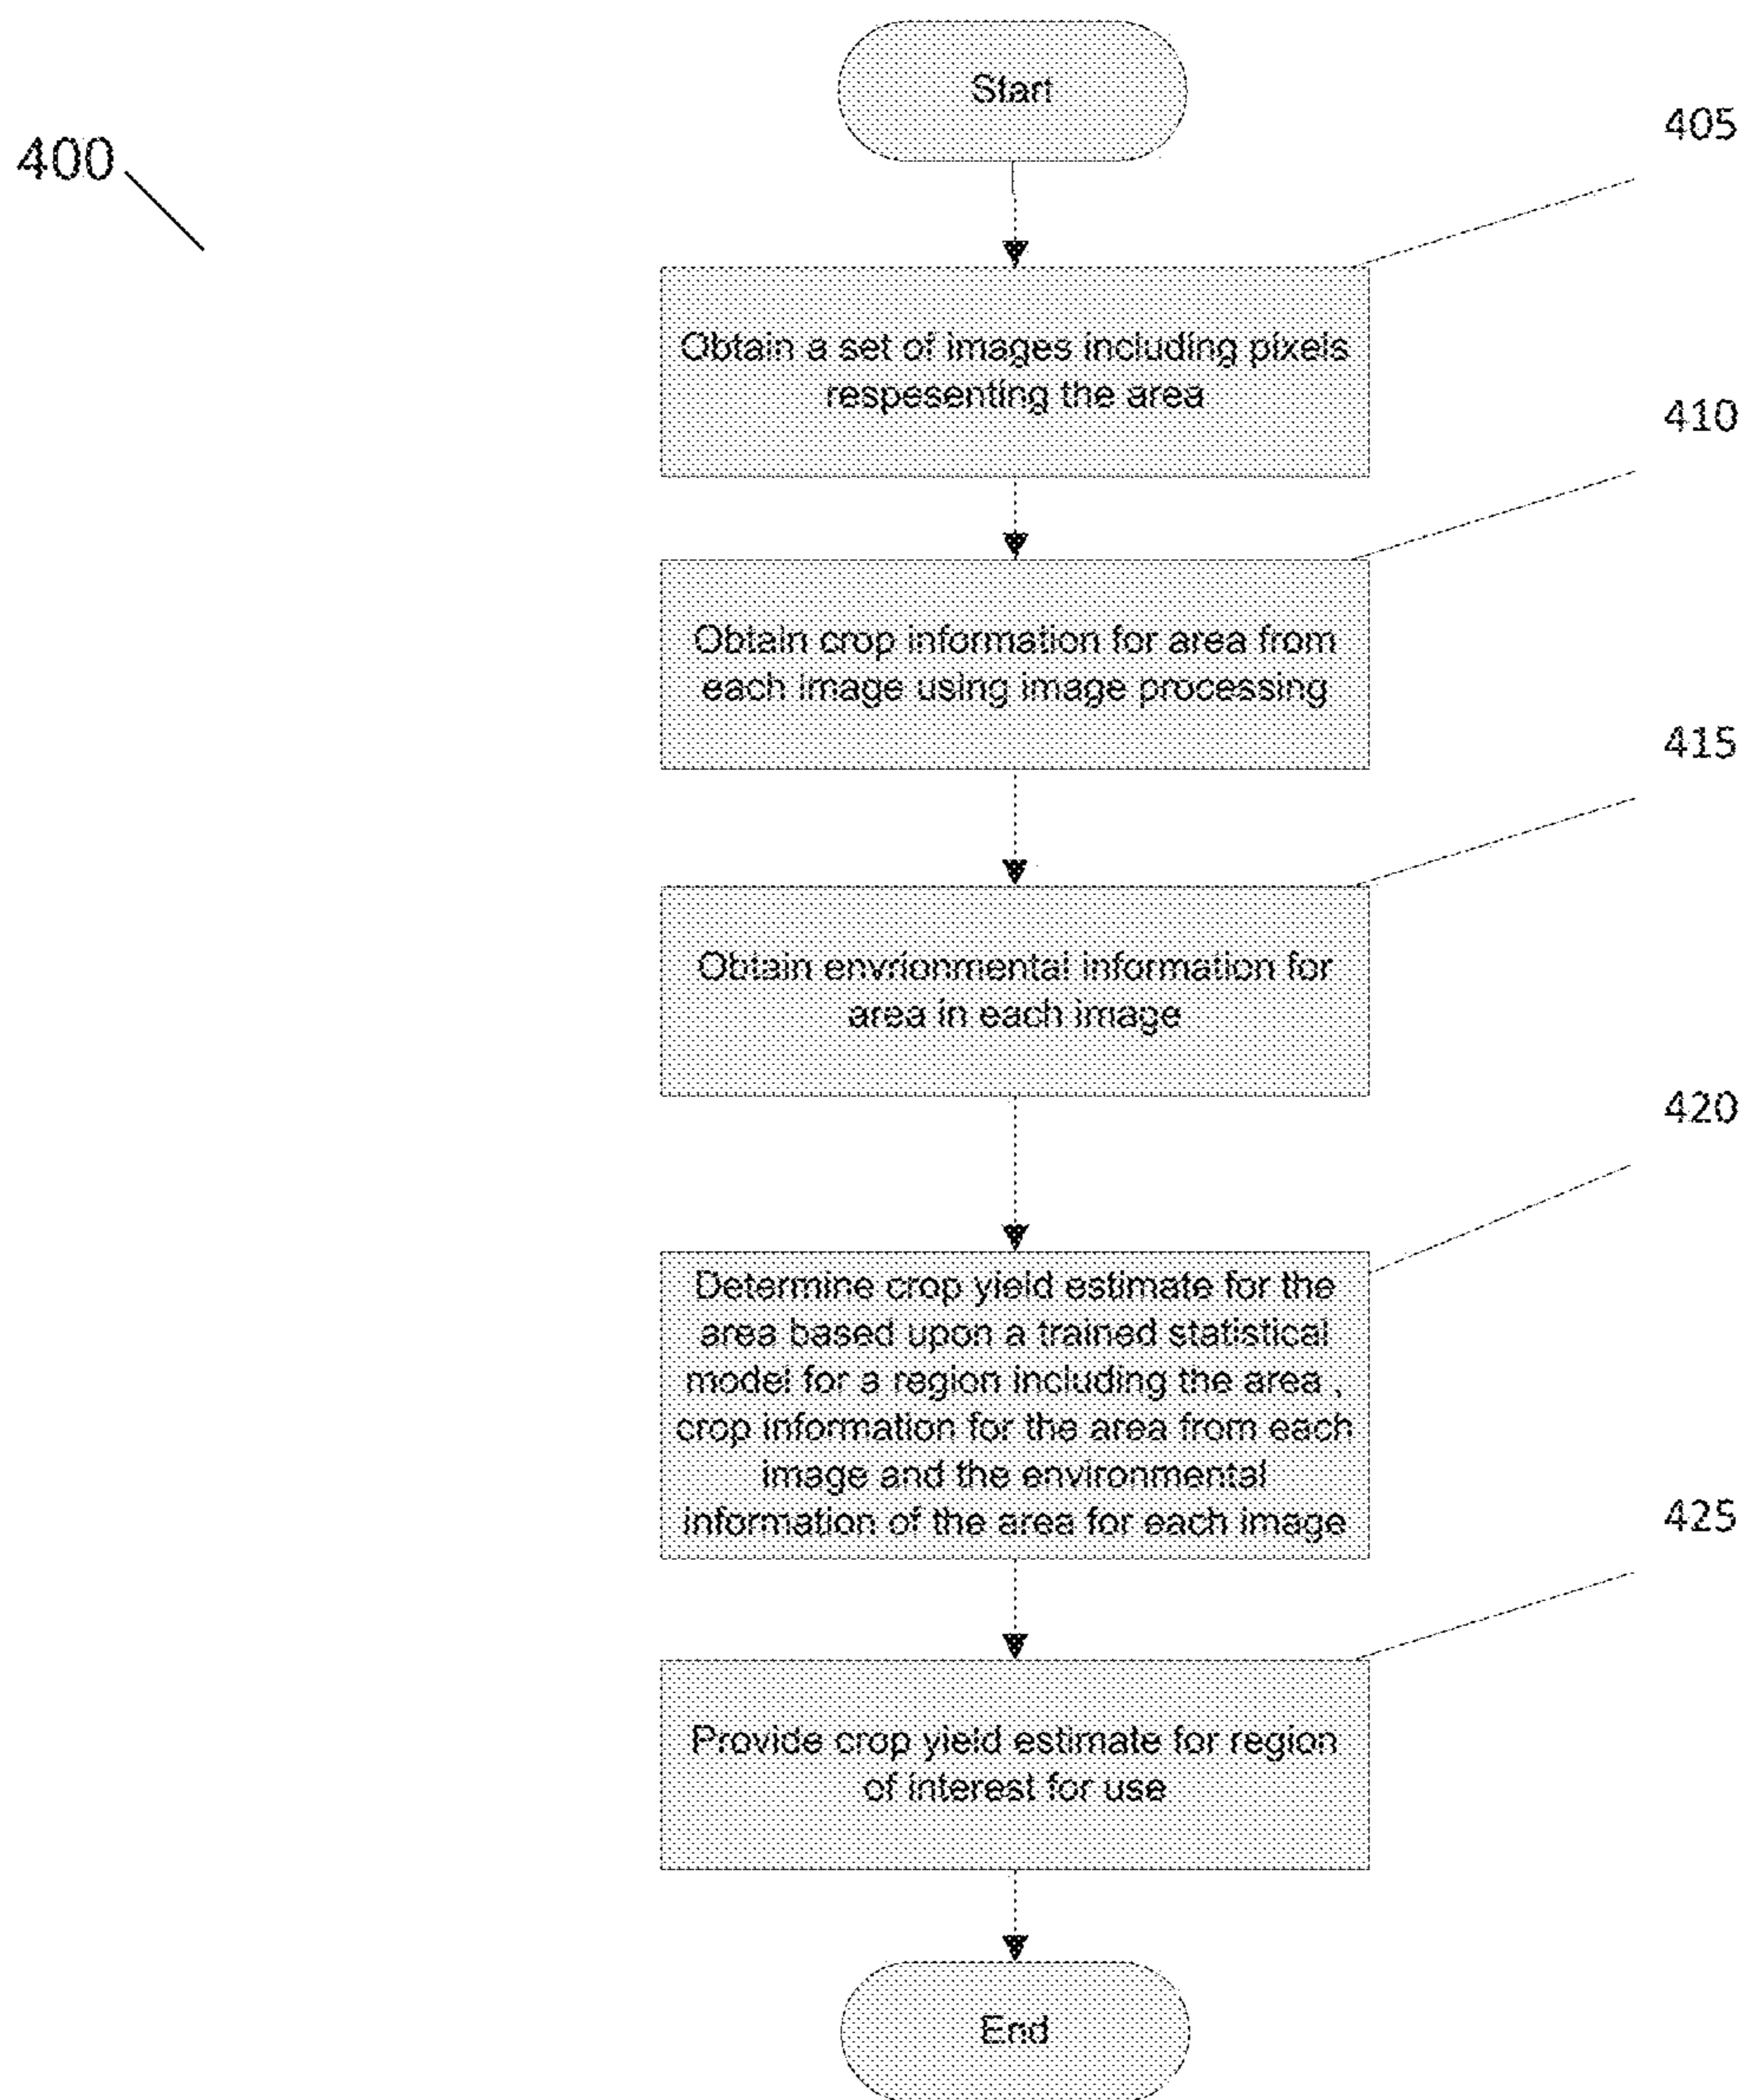 Start
400
405
Obtain a set of images including pixels
respesenting the area
410
Obtain crop information for area from
each image using image processing
415
Obtain envrionmental information for
area in each image
420
Determine crop yield estimate for the
area based upon a trained statistical
model for a region including the area ,
crop information for the area from each
image and the environmental
information of the area for each image
425
Provide crop yield estimate for region
of interest for use
End